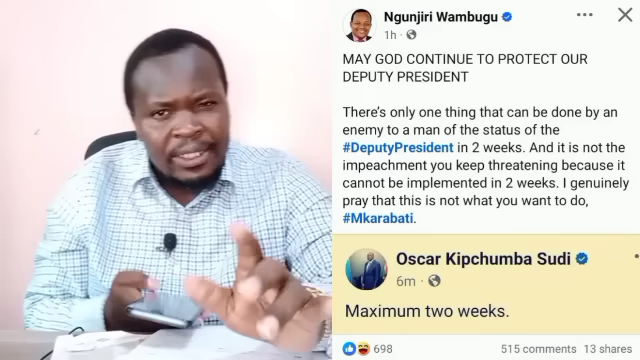 Ngunjiri Wambugu
1h
MAY GOD CONTINUE TO PROTECT OUR
DEPUTY PRESIDENT
There's only one thing that can be done by an
enemy to a man of the status of the
#DeputyPresident in 2 weeks. And it is not the
impeachment you keep threatening because it
cannot be implemented in 2 weeks. I genuinely
pray that this is not what you want to do,
#Mkarabati.
Oscar Kipchumba Sudi
6m
Maximum two weeks.
698 515 comments 13 shares